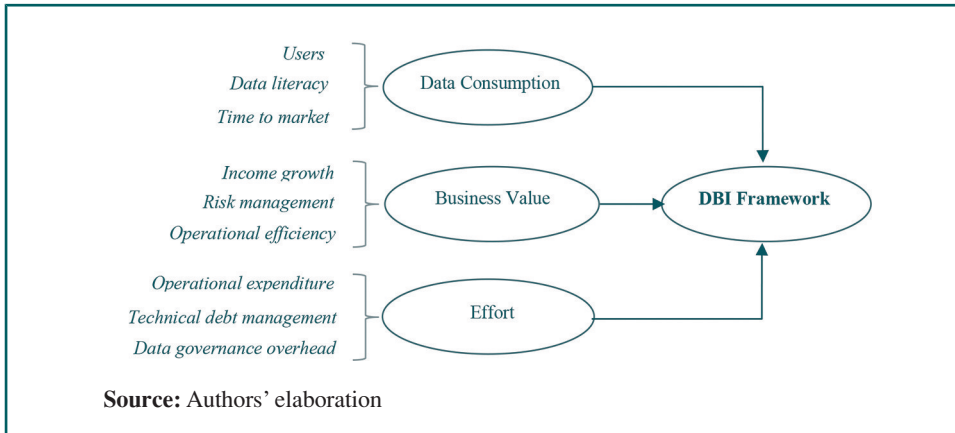 Users
Data literacy
Time to market
Data Consumption
Income growth
Risk management
Operational efficiency
Business Value
DBI Framework
Operational expenditure
Technical debt management
Data governance overhead
Effort
Source: Authors’ elaboration